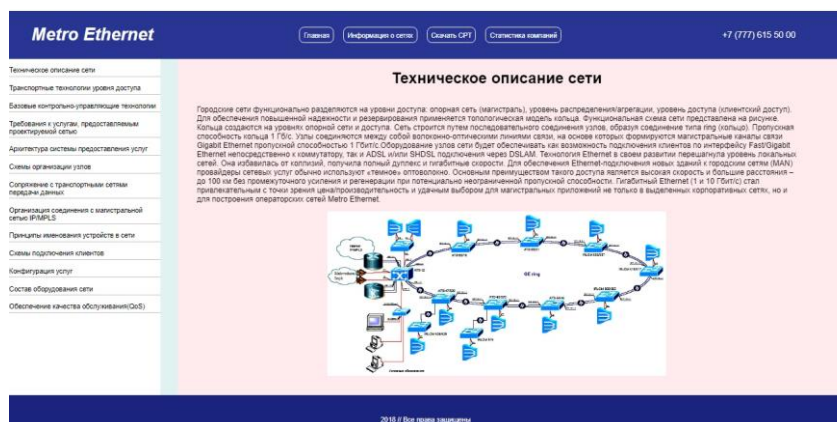 Metro Ethernet
Главная
Информация о сетях
Скачать CPT
Статистика компаний
+7 (777) 615 50 00
Техническое описание сети
Транспортные технологии уровня доступа
Базовые контрольно-управляющие технологии
Требования к услугам, предоставляемым
проектируемой сетью
Архитектура системы предоставления услуг
Схемы организации узлов
Сопряжение с транспортными сетями
передачи данных
Организация соединения с магистральной
сетью IP/MPLS
Принципы именования устройств в сети
Схемы подключения клиентов
Конфигурация услуг
Состав оборудования сети
Обеспечение качества обслуживания(QoS)
Техническое описание сети
Городские сети функционально разделяются на уровни доступа: опорная сеть (магистраль), уровень распределения/агрегации, уровень доступа (клиентский доступ).
Для обеспечения повышенной надежности и резервирования применяется топологическая модель кольца. Функциональная схема сети представлена на рисунке.
Кольца создаются на уровнях опорной сети и доступа. Сеть строится путем последовательного соединения узлов, образуя соединение типа ring (кольцо). Пропускная
способность кольца 1 Гб/с. Узлы соединяются между собой волоконно-оптическими линиями связи, на основе которых формируются магистральные каналы связи
Gigabit Ethernet пропускной способностью 1 Гбит/с.Оборудование узлов сети будет обеспечивать как возможность подключения клиентов по интерфейсу Fast/Gigabit
Ethernet непосредственно к коммутатору, так и ADSL и/или SHDSL подключения через DSLAM. Технология Ethernet в своем развитии перешагнула уровень локальных
сетей. Она избавилась от коллизий, получила полный дуплекс и гигабитные скорости. Для обеспечения Ethernet-подключения новых зданий к городским сетям (MAN)
провайдеры сетевых услуг обычно используют «темное» оптоволокно. Основным преимуществом такого доступа является высокая скорость и большие расстояния –
до 100 км без промежуточного усиления и регенерации при потенциально неограниченной пропускной способности. Гигабитный Ethernet (1 и 10 Гбит/с) стал
привлекательным с точки зрения цена/производительность и удачным выбором для магистральных приложений не только в выделенных корпоративных сетях, но и
для построения операторских сетей Metro Ethernet.
GE ring
2018 // Все права защищены